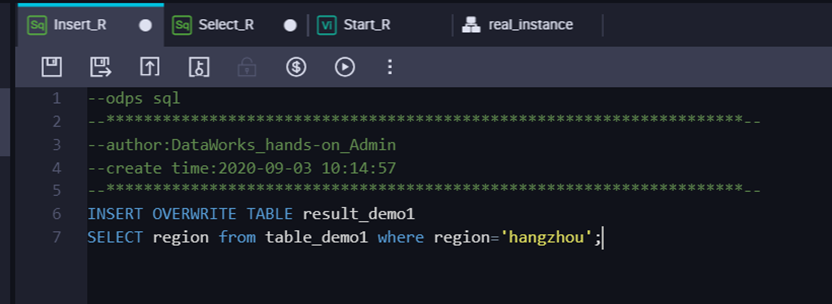 Sq Insert_R Sq Select_R Vi Start_R real_instance
1 --odps sql
2 --********************************************************************--
3 --author:DataWorks_hands-on_Admin
4 --create time:2020-09-03 10:14:57
5 --********************************************************************--
6 INSERT OVERWRITE TABLE result_demo1
7 SELECT region from table_demo1 where region='hangzhou';